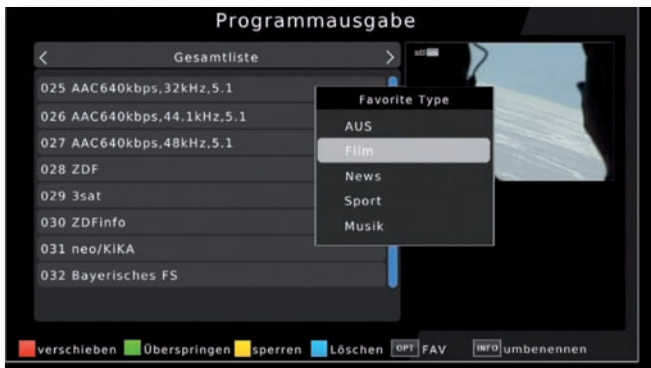 Programmausgabe
Gesamtliste
025 AAC640kbps,32kHz,5.1
026 AAC640kbps,44.1kHz,5.1
027 AAC640kbps,48kHz,5.1
028 ZDF
029 3sat
030 ZDFinfo
031 neo/KiKA
032 Bayerisches FS
Favorite Type
AUS
Film
News
Sport
Musik
verschieben Überspringen sperren Löschen OPT FAV INFO umbenennen